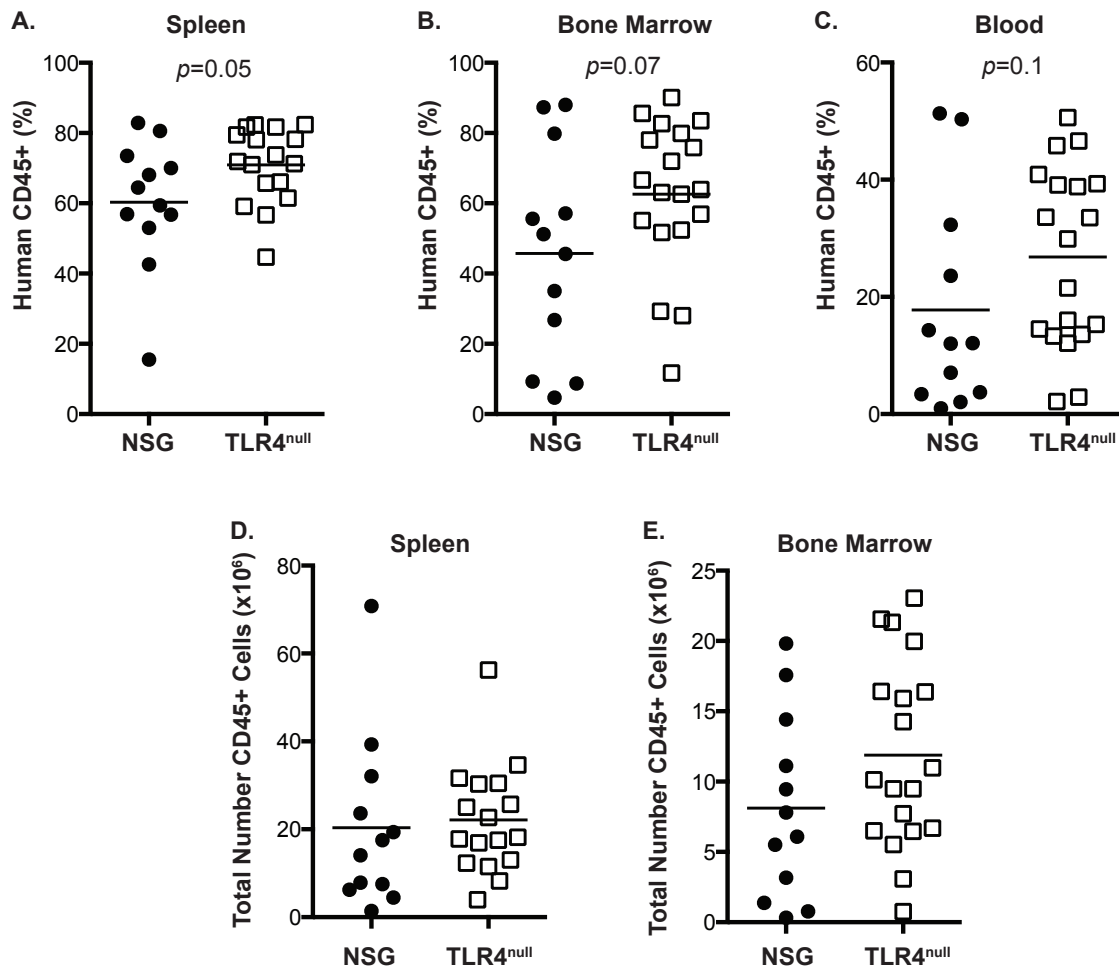 A.
Spleen
p=0.05
Human CD45+ (%)
100
80
60
40
20
0
NSG
TLR4null
B.
Bone Marrow
p=0.07
Human CD45+ (%)
100
80
60
40
20
0
NSG
TLR4null
C.
Blood
p=0.1
Human CD45+ (%)
60
40
20
0
NSG
TLR4null
D.
Spleen
Total Number CD45+ Cells (x10⁶)
80
60
40
20
0
NSG
TLR4null
E.
Bone Marrow
Total Number CD45+ Cells (x10⁶)
25
20
15
10
5
0
NSG
TLR4null